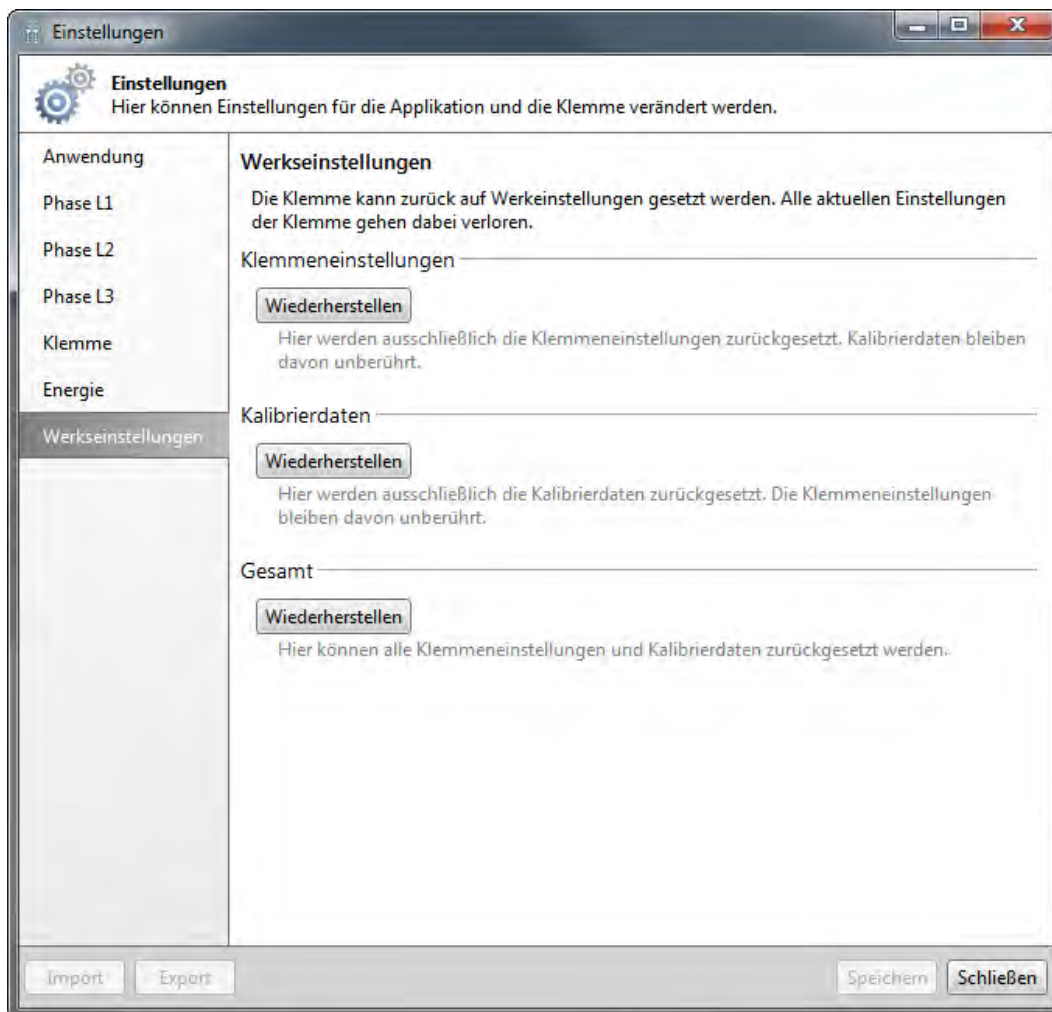 Einstellungen
Einstellungen
Hier können Einstellungen für die Applikation und die Klemme verändert werden.
Anwendung
Phase L1
Phase L2
Phase L3
Klemme
Energie
Werkseinstellungen
Werkseinstellungen
Die Klemme kann zurück auf Werkeinstellungen gesetzt werden. Alle aktuellen Einstellungen
der Klemme gehen dabei verloren.
Klemmeneinstellungen
Wiederherstellen
Hier werden ausschließlich die Klemmeneinstellungen zurückgesetzt. Kalibrierdaten bleiben
davon unberührt.
Kalibrierdaten
Wiederherstellen
Hier werden ausschließlich die Kalibrierdaten zurückgesetzt. Die Klemmeneinstellungen
bleiben davon unberührt.
Gesamt
Wiederherstellen
Hier können alle Klemmeneinstellungen und Kalibrierdaten zurückgesetzt werden.
Import
Export
Speichern
Schließen